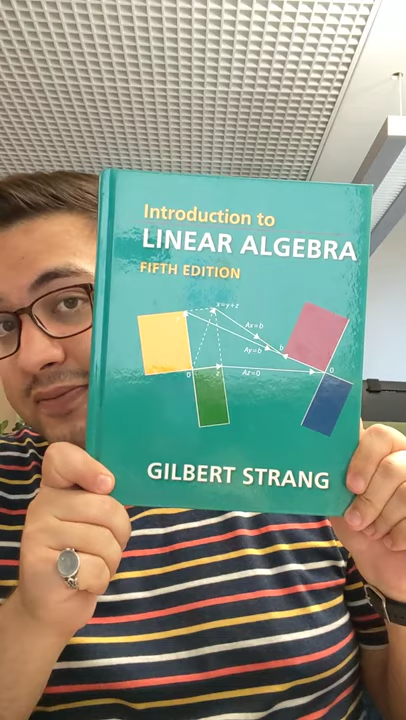 Introduction to
LINEAR ALGEBRA
FIFTH EDITION
x=y+z
Ax=b
Ay=b
b
0
z
Az=0
0
GILBERT STRANG